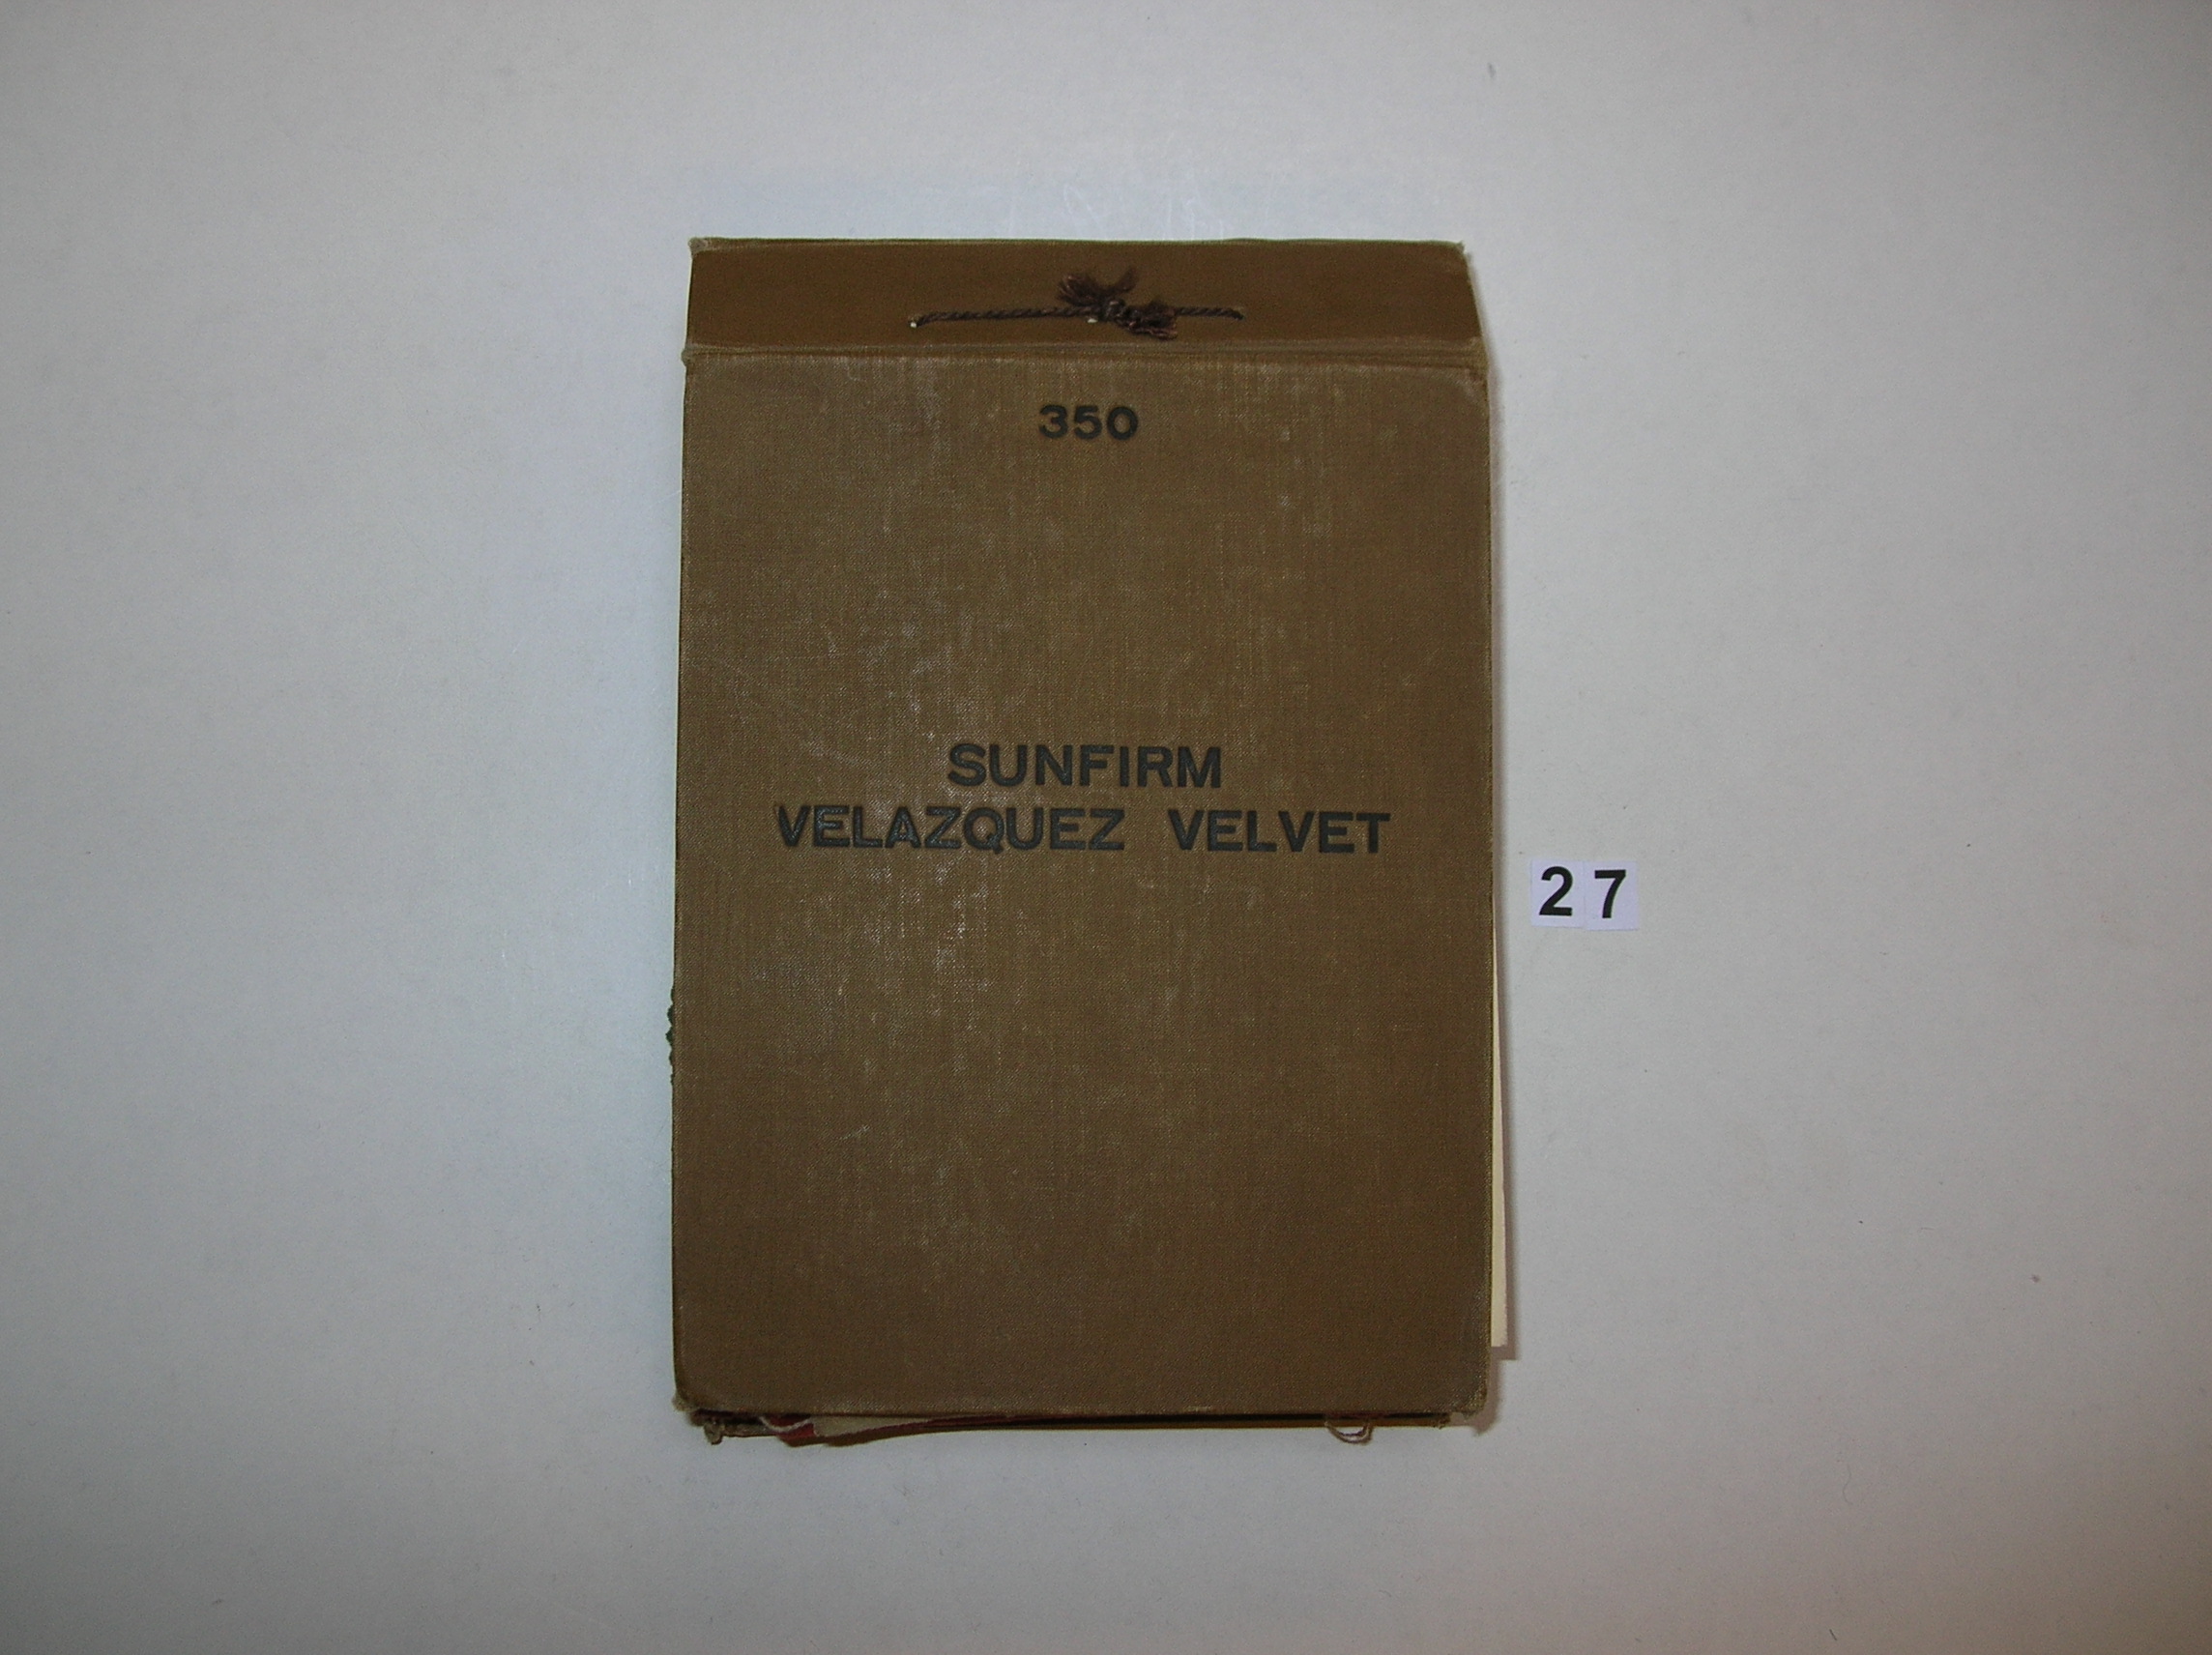 350
SUNFIRM
VELAZQUEZ VELVET
27